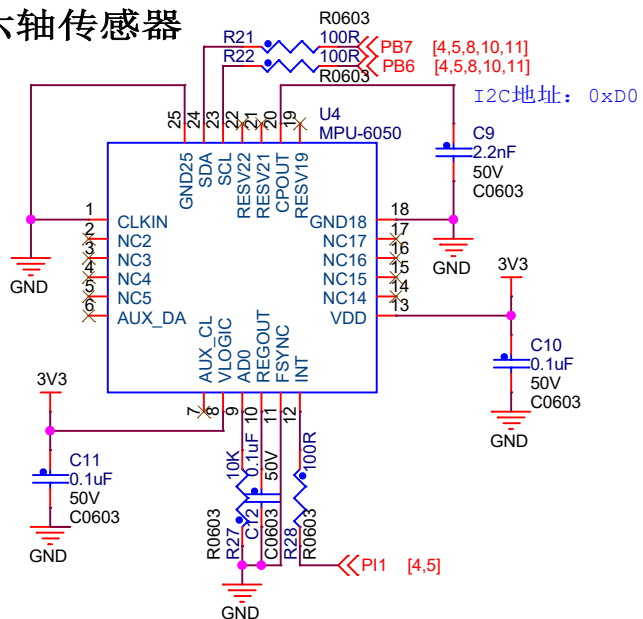 六轴传感器
R0603
R21 100R PB7 [4,5,8,10,11]
R22 100R PB6 [4,5,8,10,11]
R0603
I2C地址: 0xD0
U4
MPU-6050
25 24 23 22 21 20 19
GND25 SDA SCL RESV22 RESV21 CPOUT RESV19
C9
2.2nF
50V
C0603
GND
1 CLKIN
2 NC2
3 NC3
4 NC4
5 NC5
6 AUX_DA
GND18 18
NC17 17
NC16 16
NC15 15
NC14 14
VDD 13
GND
3V3
C10
0.1uF
50V
C0603
GND
AUX_CL VLOGIC AD0 REGOUT FSYNC INT
7 8 9 10 11 12
3V3
C11
0.1uF
50V
C0603
GND
10K 0.1uF 50V 100R
R0603 R27 C12 C0603 R28 R0603
PI1 [4,5]
GND